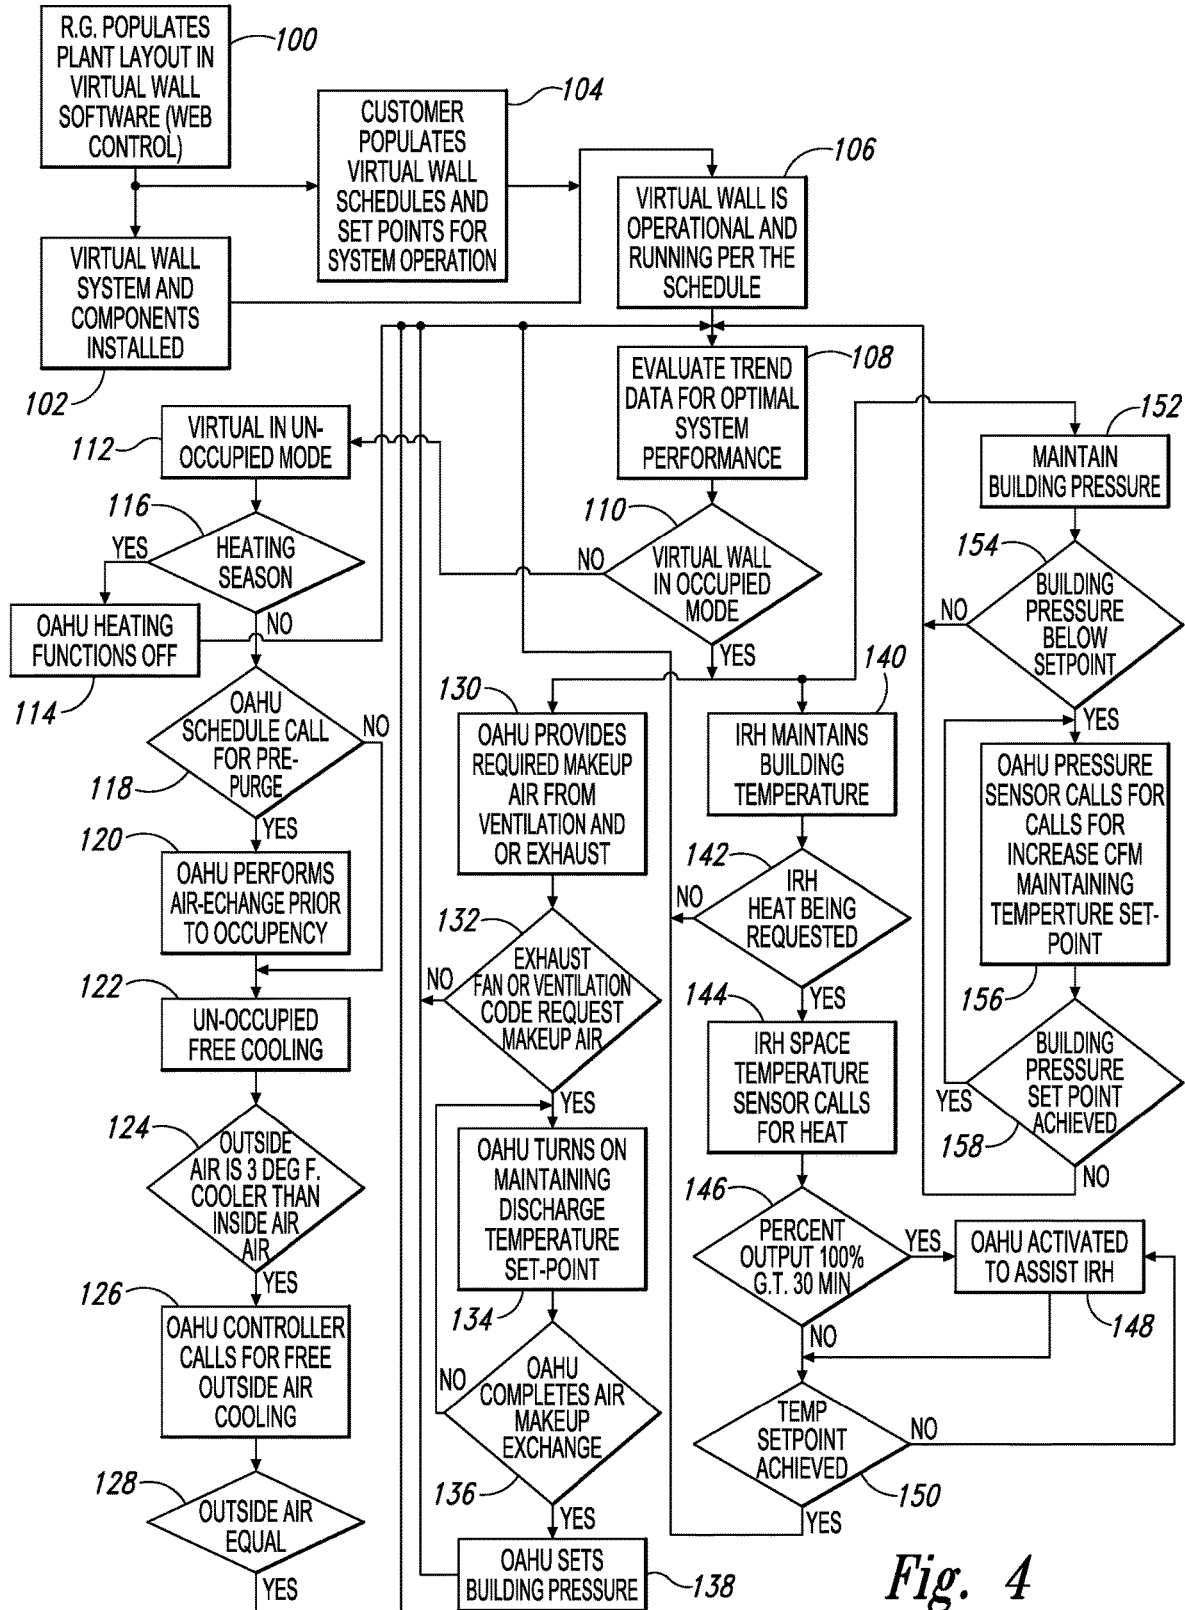 R.G. POPULATES
PLANT LAYOUT IN
VIRTUAL WALL
SOFTWARE (WEB
CONTROL)
100
CUSTOMER
POPULATES
VIRTUAL WALL
SCHEDULES AND
SET POINTS FOR
SYSTEM OPERATION
104
VIRTUAL WALL
SYSTEM AND
COMPONENTS
INSTALLED
102
VIRTUAL WALL IS
OPERATIONAL AND
RUNNING PER THE
SCHEDULE
106
EVALUATE TREND
DATA FOR OPTIMAL
SYSTEM
PERFORMANCE
108
110
VIRTUAL WALL
IN OCCUPIED
MODE
NO
YES
112
VIRTUAL IN UN-
OCCUPIED MODE
116
HEATING
SEASON
YES
NO
OAHU HEATING
FUNCTIONS OFF
114
OAHU
SCHEDULE CALL
FOR PRE-
PURGE
118
NO
YES
120
OAHU PERFORMS
AIR-ECHANGE PRIOR
TO OCCUPENCY
122
UN-OCCUPIED
FREE COOLING
124
OUTSIDE
AIR IS 3 DEG F.
COOLER THAN
INSIDE AIR
AIR
YES
126
OAHU CONTROLLER
CALLS FOR FREE
OUTSIDE AIR
COOLING
128
OUTSIDE AIR
EQUAL
YES
130
OAHU PROVIDES
REQUIRED MAKEUP
AIR FROM
VENTILATION AND
OR EXHAUST
132
EXHAUST
FAN OR VENTILATION
CODE REQUEST
MAKEUP AIR
NO
YES
OAHU TURNS ON
MAINTAINING
DISCHARGE
TEMPERATURE
SET-POINT
134
OAHU
COMPLETES AIR
MAKEUP
EXCHANGE
NO
136
YES
OAHU SETS
BUILDING PRESSURE
138
140
IRH MAINTAINS
BUILDING
TEMPERATURE
142
IRH
HEAT BEING
REQUESTED
NO
YES
144
IRH SPACE
TEMPERATURE
SENSOR CALLS
FOR HEAT
146
PERCENT
OUTPUT 100%
G.T. 30 MIN
YES
NO
OAHU ACTIVATED
TO ASSIST IRH
148
TEMP
SETPOINT
ACHIEVED
NO
150
YES
152
MAINTAIN
BUILDING PRESSURE
154
BUILDING
PRESSURE
BELOW
SETPOINT
NO
YES
OAHU PRESSURE
SENSOR CALLS FOR
CALLS FOR
INCREASE CFM
MAINTAINING
TEMPERTURE SET-
POINT
156
BUILDING
PRESSURE
SET POINT
ACHIEVED
YES
158
NO
Fig. 4